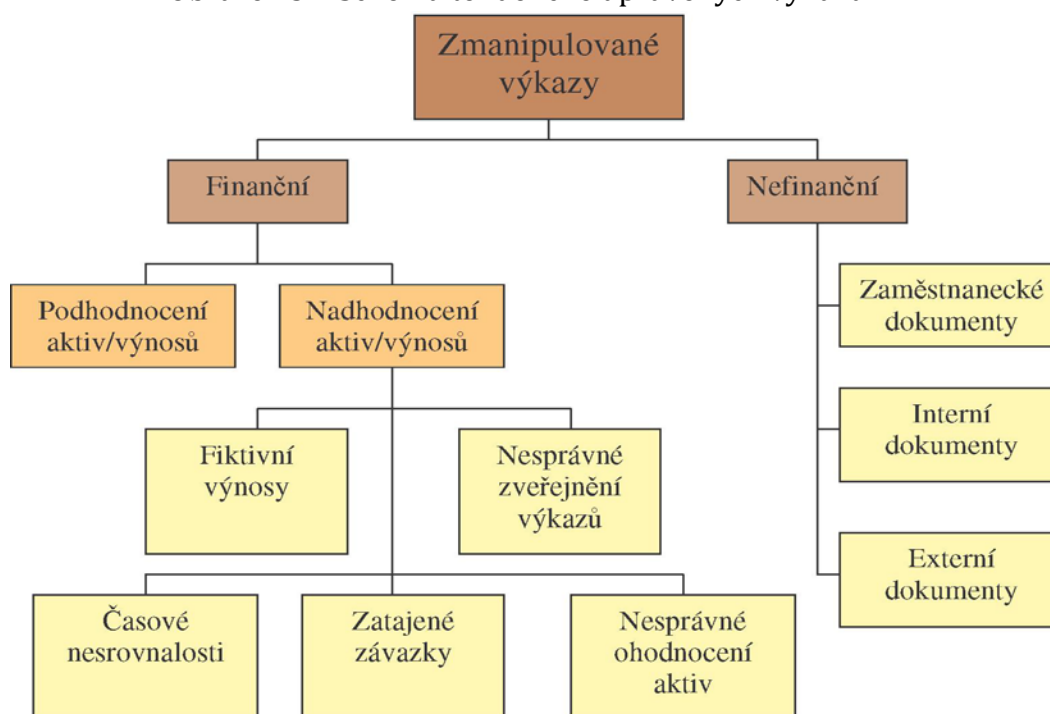 Zmanipulované
výkazy
Finanční
Nefinanční
Podhodnocení
aktiv/výnosů
Nadhodnocení
aktiv/výnosů
Zaměstnanecké
dokumenty
Interní
dokumenty
Externí
dokumenty
Fiktivní
výnosy
Nesprávné
zveřejnění
výkazů
Časové
nesrovnalosti
Zatajené
závazky
Nesprávné
ohodnocení
aktiv